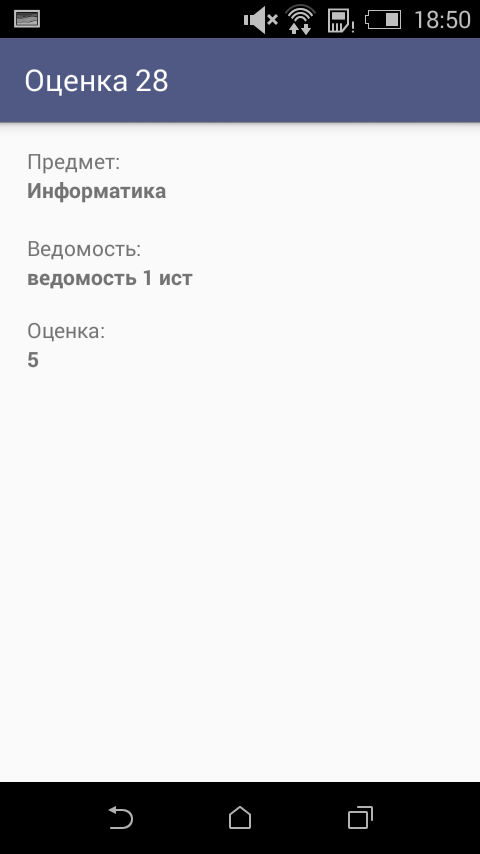 18:50
Оценка 28
Предмет:
Информатика
Ведомость:
ведомость 1 ист
Оценка:
5